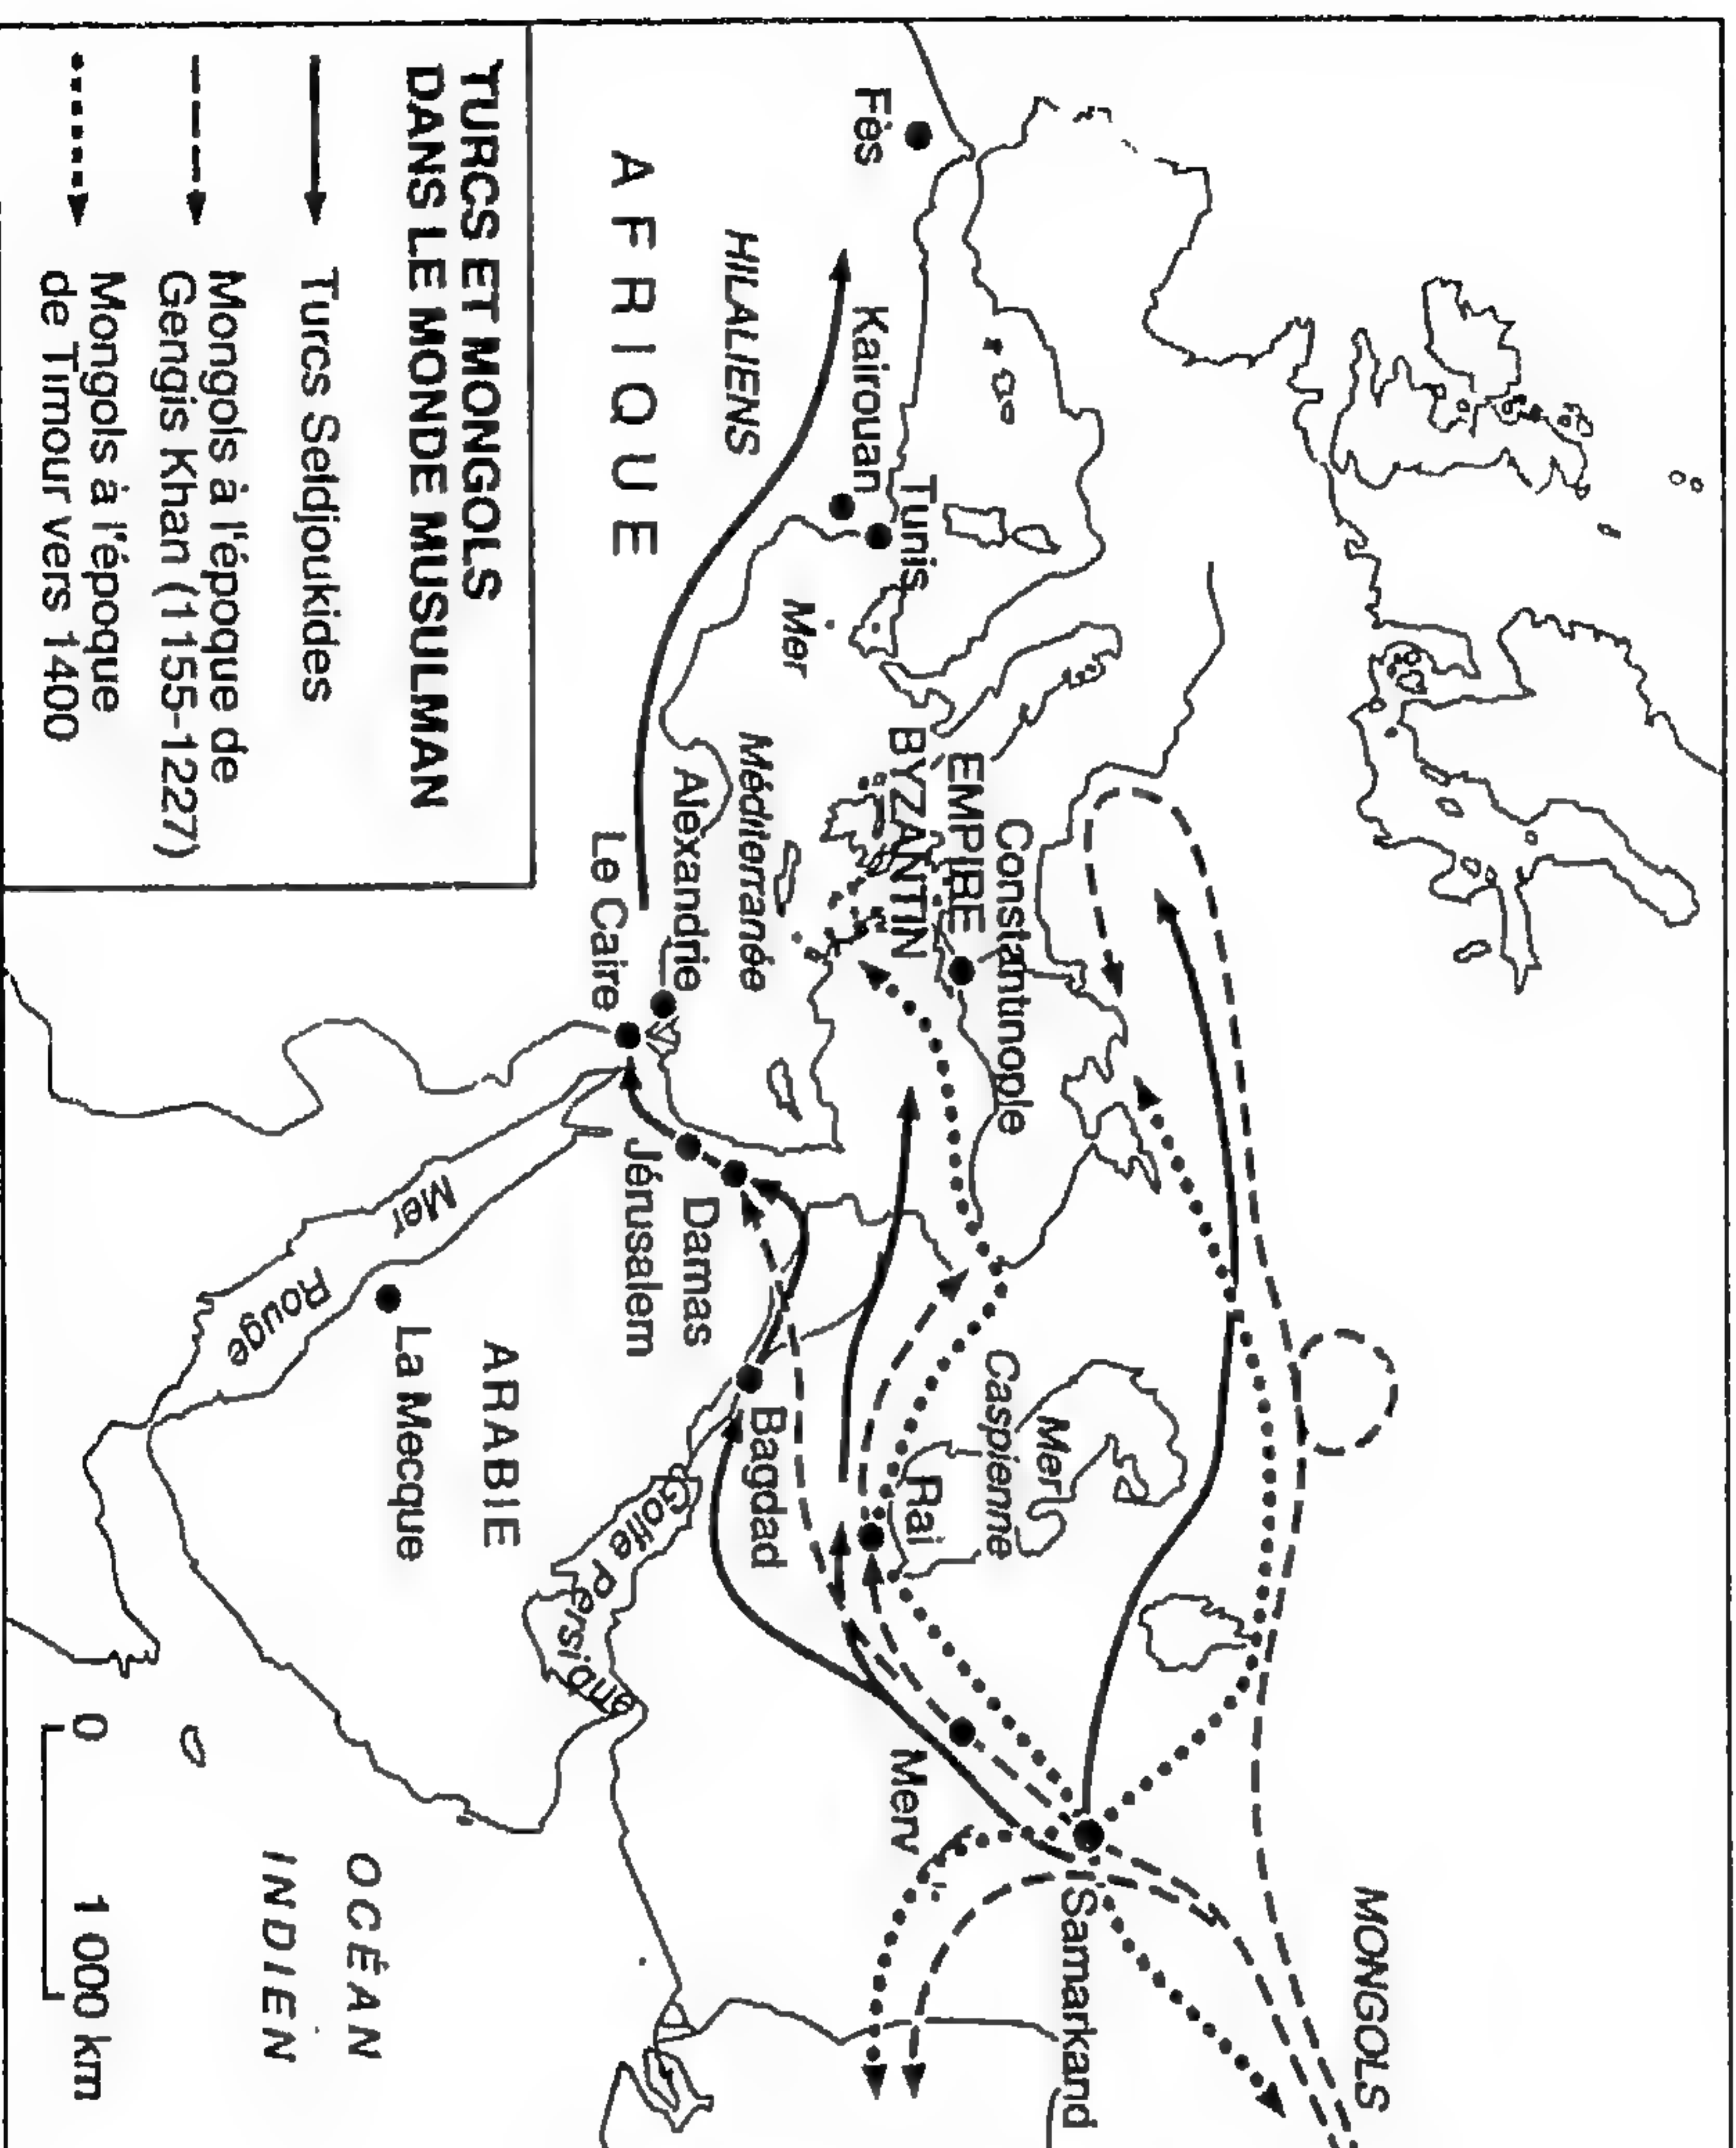 TURCS ET MONGOLS
DANS LE MONDE MUSULMAN
Turcs Seldjoukides
Mongols à l'époque de
Gengis Khan (1155-1227)
Mongols à l'époque
de Timour vers 1400
MONGOLS
Samarkand
Merv
Mer
Caspienne
Rai
Constantinople
EMPIRE
BYZANTIN
Tunis
Kairouan
Fès
Mer
Méditerranée
HILALIENS
AFRIQUE
Alexandrie
Le Caire
Damas
Jérusalem
Bagdad
Golfe Persique
ARABIE
La Mecque
Mer
Rouge
OCÉAN
INDIEN
0
1 000 km